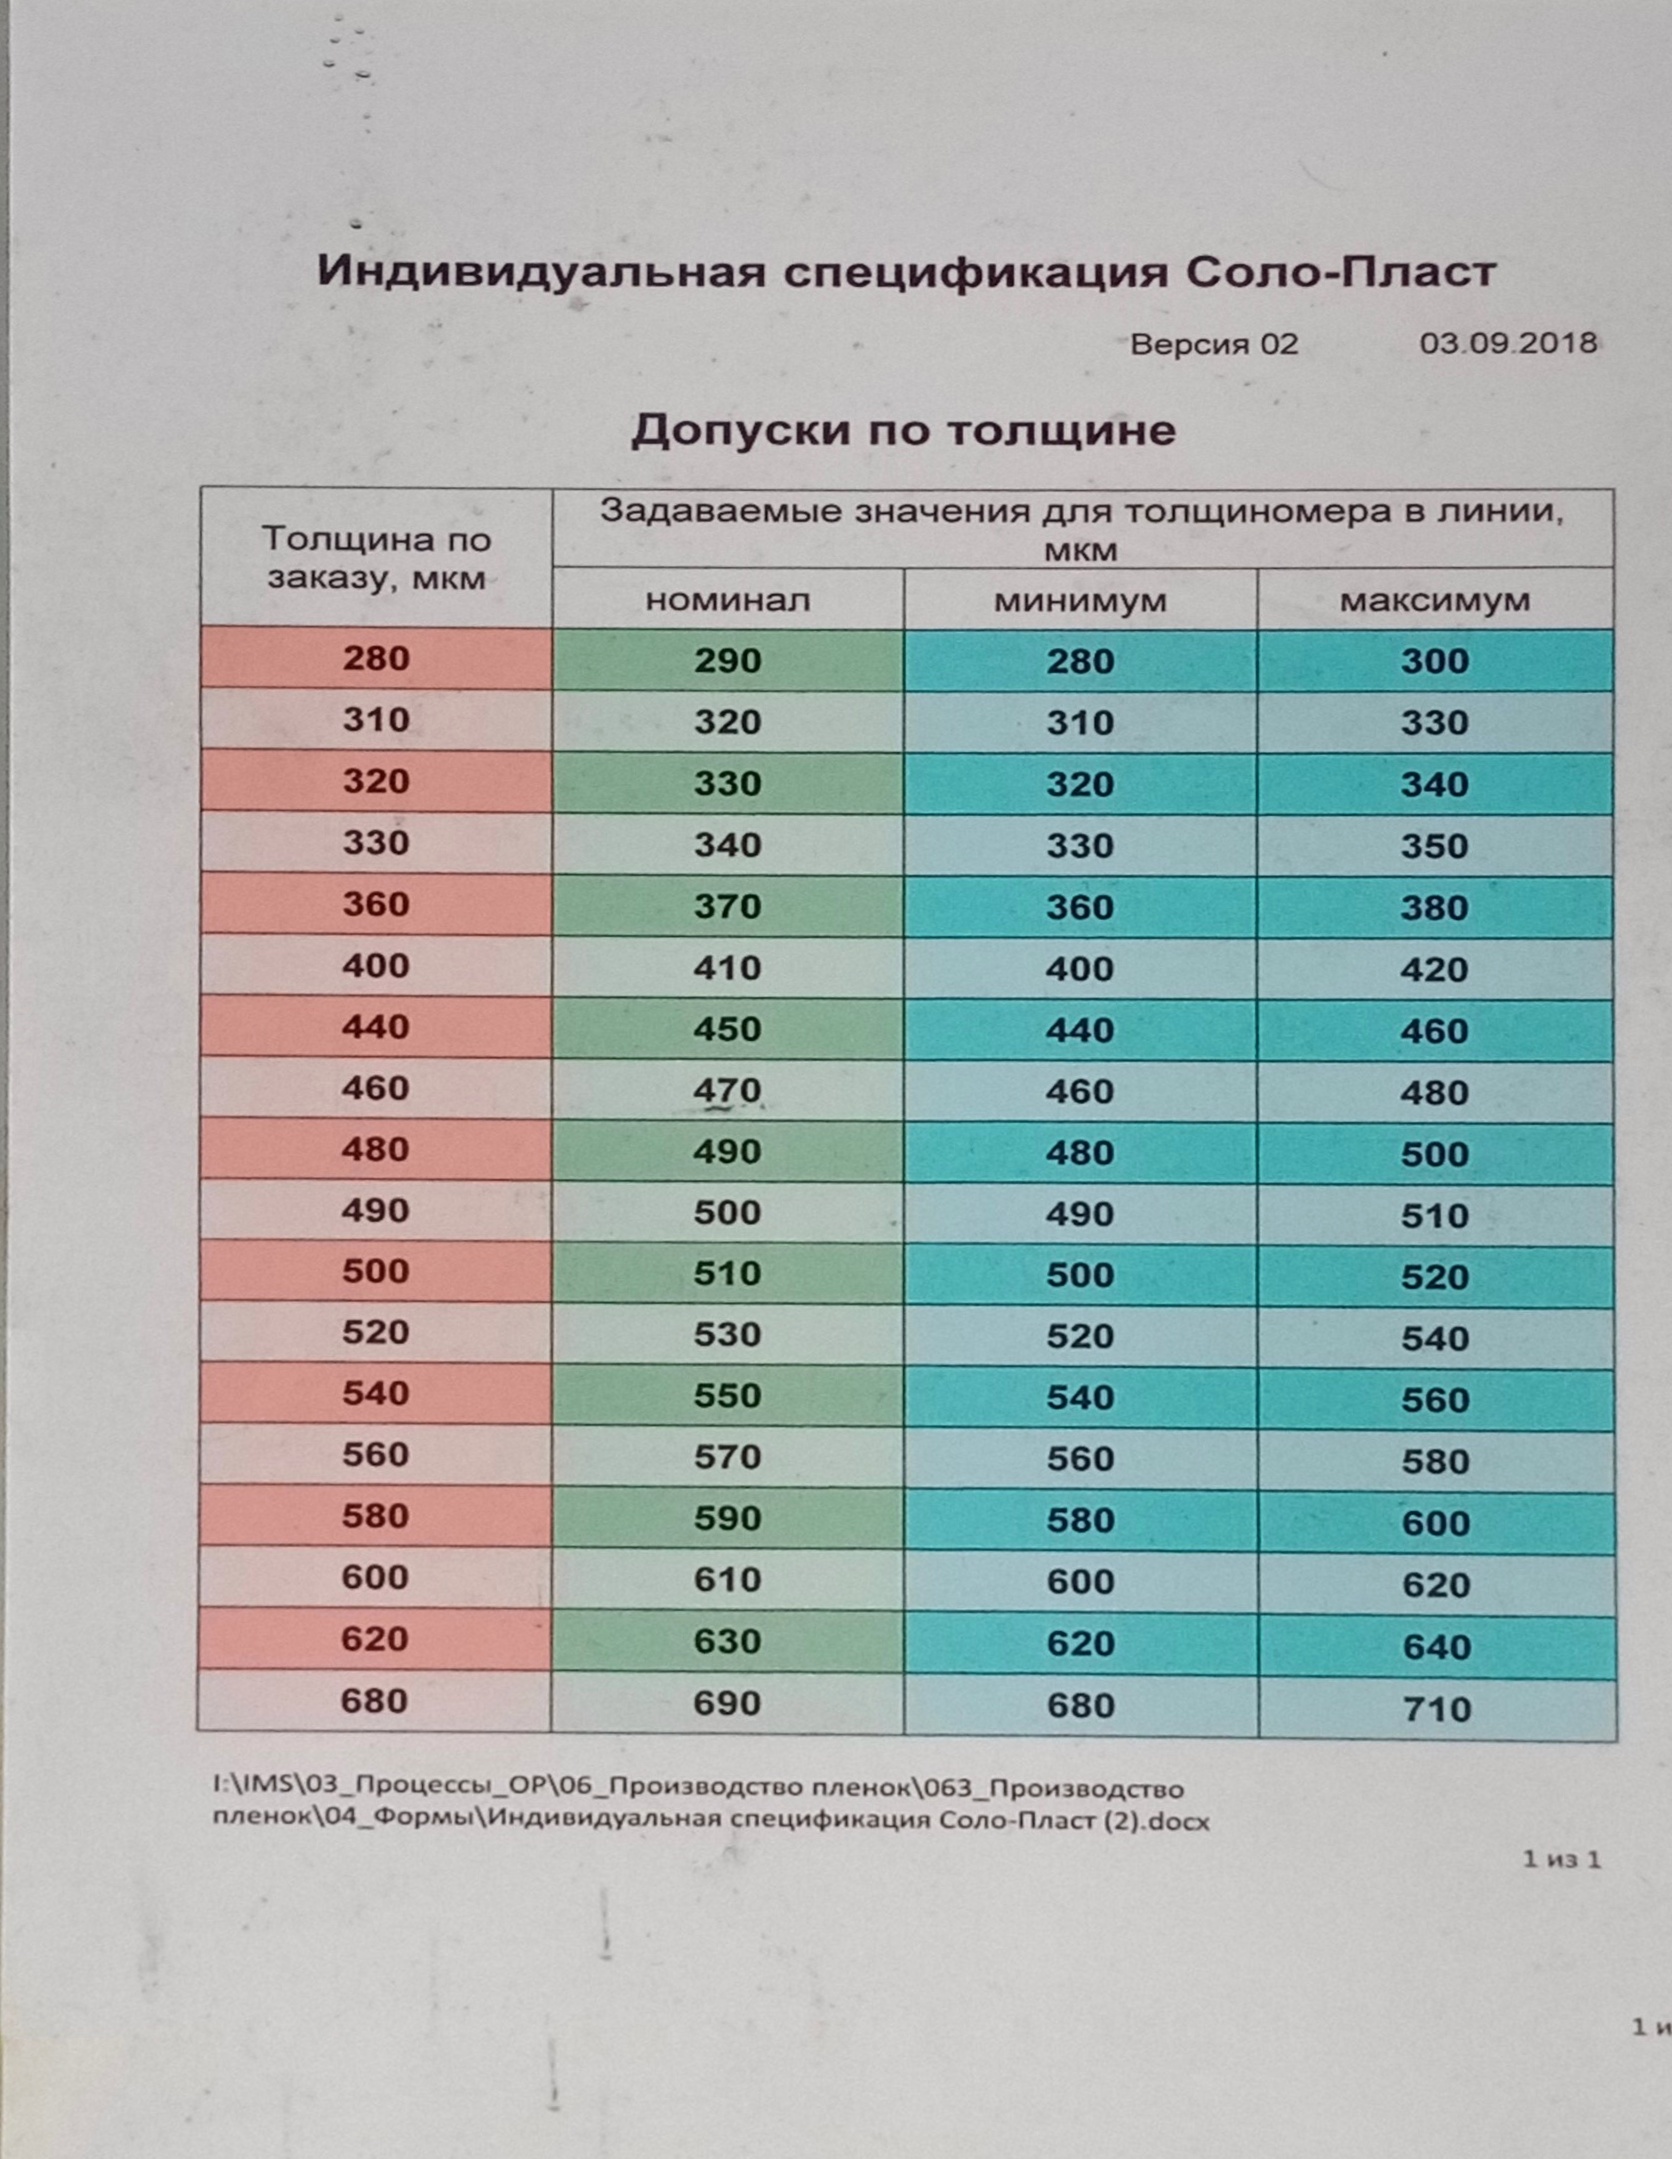 Индивидуальная спецификация Соло-Пласт
Версия 02 03.09.2018
Допуски по толщине
Толщина по заказу, мкм
Задаваемые значения для толщиномера в линии, мкм
номинал минимум максимум
280 290 280 300
310 320 310 330
320 330 320 340
330 340 330 350
360 370 360 380
400 410 400 420
440 450 440 460
460 470 460 480
480 490 480 500
490 500 490 510
500 510 500 520
520 530 520 540
540 550 540 560
560 570 560 580
580 590 580 600
600 610 600 620
620 630 620 640
680 690 680 710
I:\IMS\03_Процессы_ОР\06_Производство пленок\063_Производство
пленок\04_Формы\Индивидуальная спецификация Соло-Пласт (2).docx
1 из 1